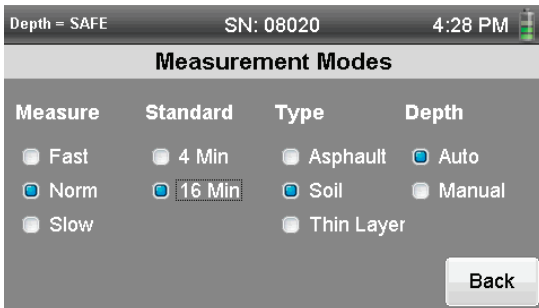 Depth = SAFE SN: 08020 4:28 PM
Measurement Modes
Measure Standard Type Depth
Fast 4 Min Asphault Auto
Norm 16 Min Soil Manual
Slow Thin Layer
Back